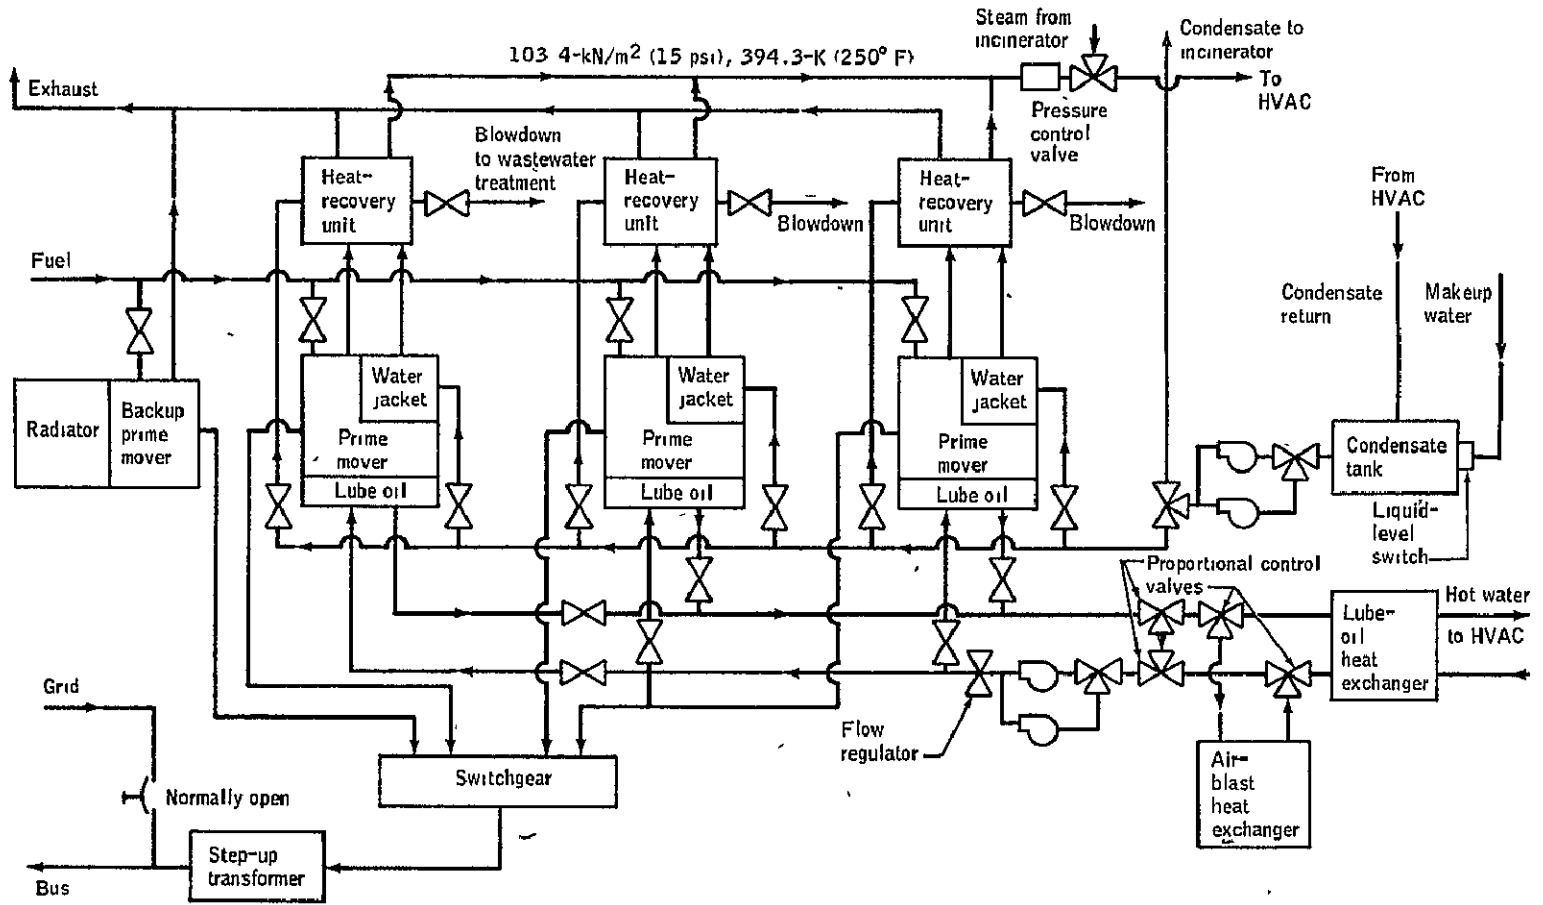 Steam from
incinerator
Condensate to
incinerator
103 4-kN/m2 (15 psi), 394.3-K (250° F)
To
HVAC
Exhaust
Pressure
control
valve
Blowdown
to wastewater
treatment
Heat-
recovery
unit
Heat-
recovery
unit
Blowdown
Heat-
recovery
unit
Blowdown
From
HVAC
Fuel
Condensate
return
Makeup
water
Radiator
Backup
prime
mover
Water
jacket
Prime
mover
Lube oil
Water
jacket
Prime
mover
Lube oil
Water
jacket
Prime
mover
Lube oil
Condensate
tank
Liquid-
level
switch
Proportional control
valves
Lube-
oil
heat
exchanger
Hot water
to HVAC
Grid
Flow
regulator
Air-
blast
heat
exchanger
Switchgear
Normally open
Step-up
transformer
Bus